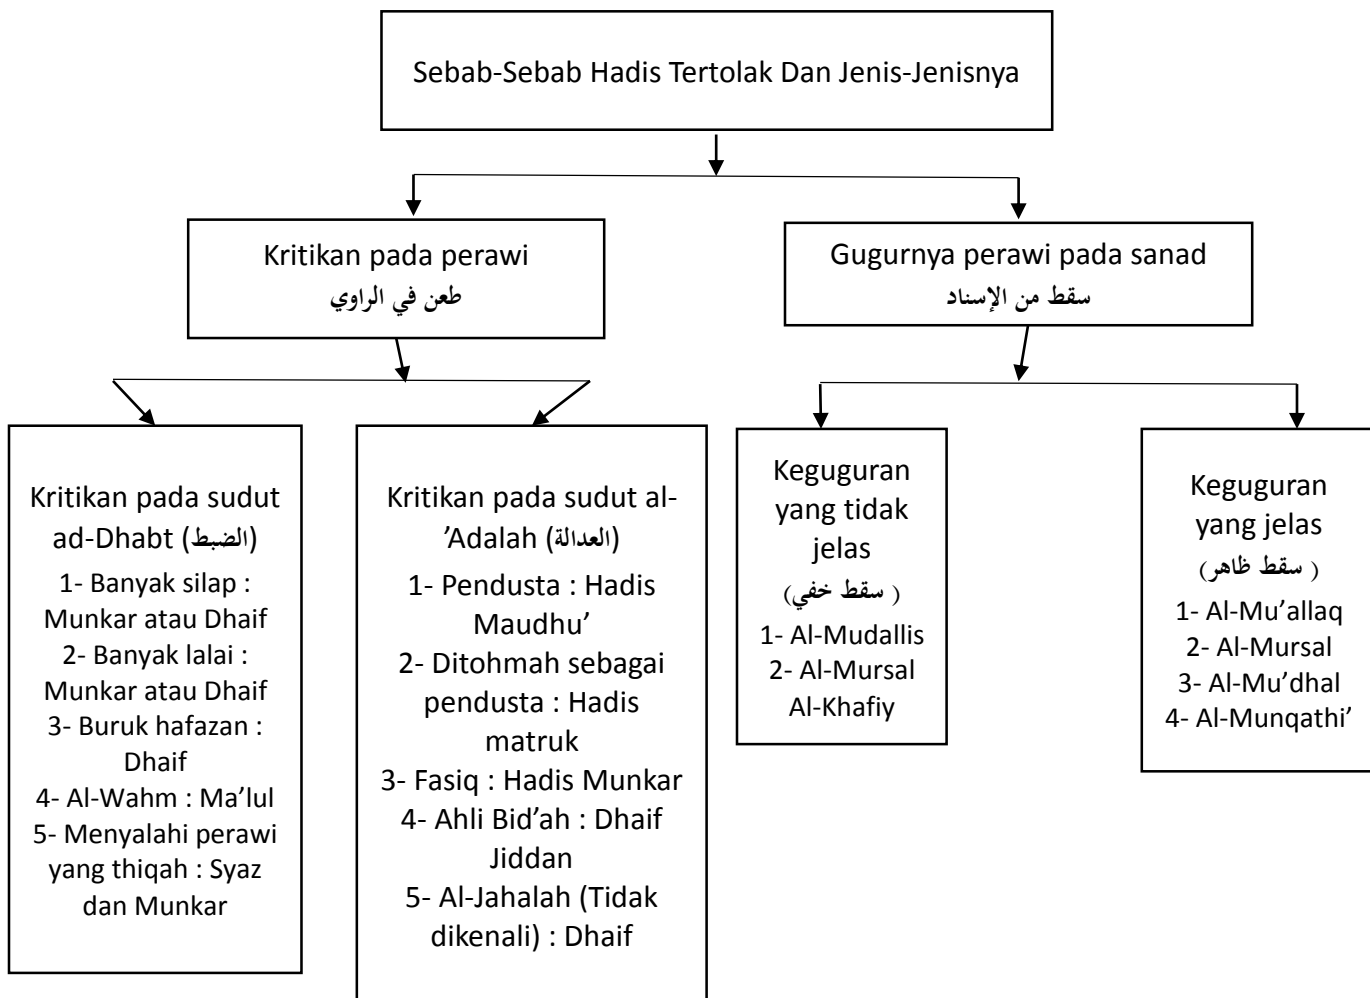 Sebab-Sebab Hadis Tertolak Dan Jenis-Jenisnya
Kritikan pada perawi
طعن في الراوي
Gugurnya perawi pada sanad
سقط من الإسناد
Kritikan pada sudut
ad-Dhabt (الضبط)
1- Banyak silap :
Munkar atau Dhaif
2- Banyak lalai :
Munkar atau Dhaif
3- Buruk hafazan :
Dhaif
4- Al-Wahm : Ma’lul
5- Menyalahi perawi
yang thiqah : Syaz
dan Munkar
Kritikan pada sudut al-
’Adalah (العدالة)
1- Pendusta : Hadis
Maudhu’
2- Ditohmah sebagai
pendusta : Hadis
matruk
3- Fasiq : Hadis Munkar
4- Ahli Bid’ah : Dhaif
Jiddan
5- Al-Jahalah (Tidak
dikenali) : Dhaif
Keguguran
yang tidak
jelas
(سقط خفي )
1- Al-Mudallis
2- Al-Mursal
Al-Khafiy
Keguguran
yang jelas
(سقط ظاهر )
1- Al-Mu’allaq
2- Al-Mursal
3- Al-Mu’dhal
4- Al-Munqathi’